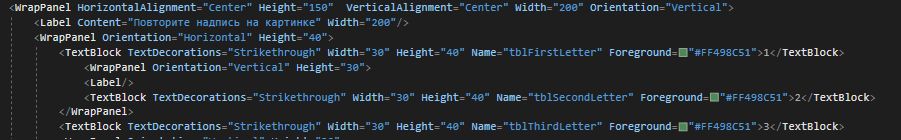 <WrapPanel HorizontalAlignment="Center" Height="150"  VerticalAlignment="Center" Width="200" Orientation="Vertical">
<Label Content="Повторите надпись на картинке" Width="200"/>
<WrapPanel Orientation="Horizontal" Height="40">
<TextBlock TextDecorations="Strikethrough" Width="30" Height="40" Name="tblFirstLetter" Foreground="#FF498C51">1</TextBlock>
<WrapPanel Orientation="Vertical" Height="30">
<Label/>
<TextBlock TextDecorations="Strikethrough" Width="30" Height="40" Name="tblSecondLetter" Foreground="#FF498C51">2</TextBlock>
</WrapPanel>
<TextBlock TextDecorations="Strikethrough" Width="30" Height="40" Name="tblThirdLetter" Foreground="#FF498C51">3</TextBlock>